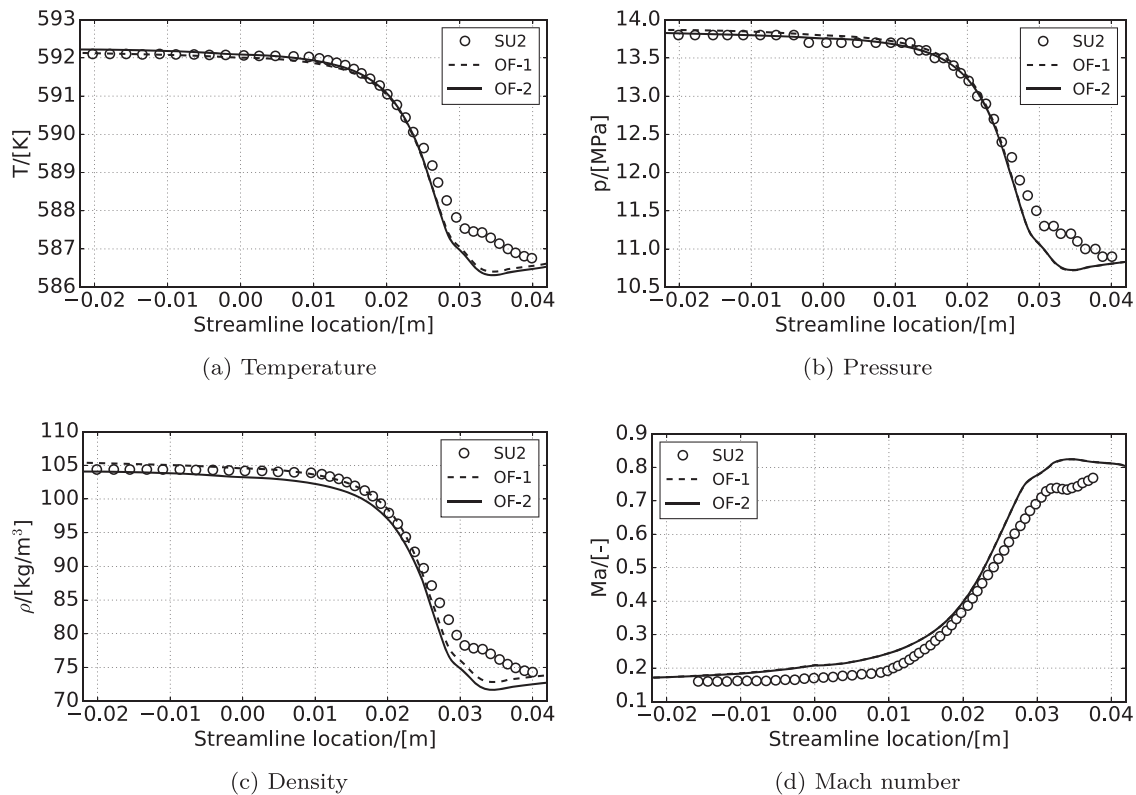 593
592
591
590
589
588
587
586
T/[K]
SU2
OF-1
OF-2
−0.02 −0.01 0.00 0.01 0.02 0.03 0.04
Streamline location/[m]
(a) Temperature
14.0
13.5
13.0
12.5
12.0
11.5
11.0
10.5
p/[MPa]
SU2
OF-1
OF-2
−0.02 −0.01 0.00 0.01 0.02 0.03 0.04
Streamline location/[m]
(b) Pressure
110
105
100
95
90
85
80
75
70
ρ/[kg/m³]
SU2
OF-1
OF-2
−0.02 −0.01 0.00 0.01 0.02 0.03 0.04
Streamline location/[m]
(c) Density
0.9
0.8
0.7
0.6
0.5
0.4
0.3
0.2
0.1
Ma/[-]
SU2
OF-1
OF-2
−0.02 −0.01 0.00 0.01 0.02 0.03 0.04
Streamline location/[m]
(d) Mach number